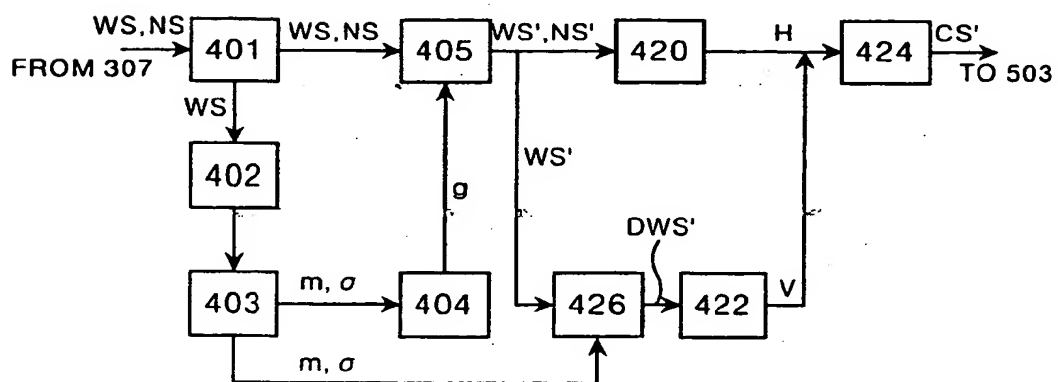 WS,NS
401
WS,NS
405
WS',NS'
420
H
424
CS'
FROM 307
TO 503
WS
402
WS'
g
DWS'
403
m, σ
404
426
422
V
m, σ